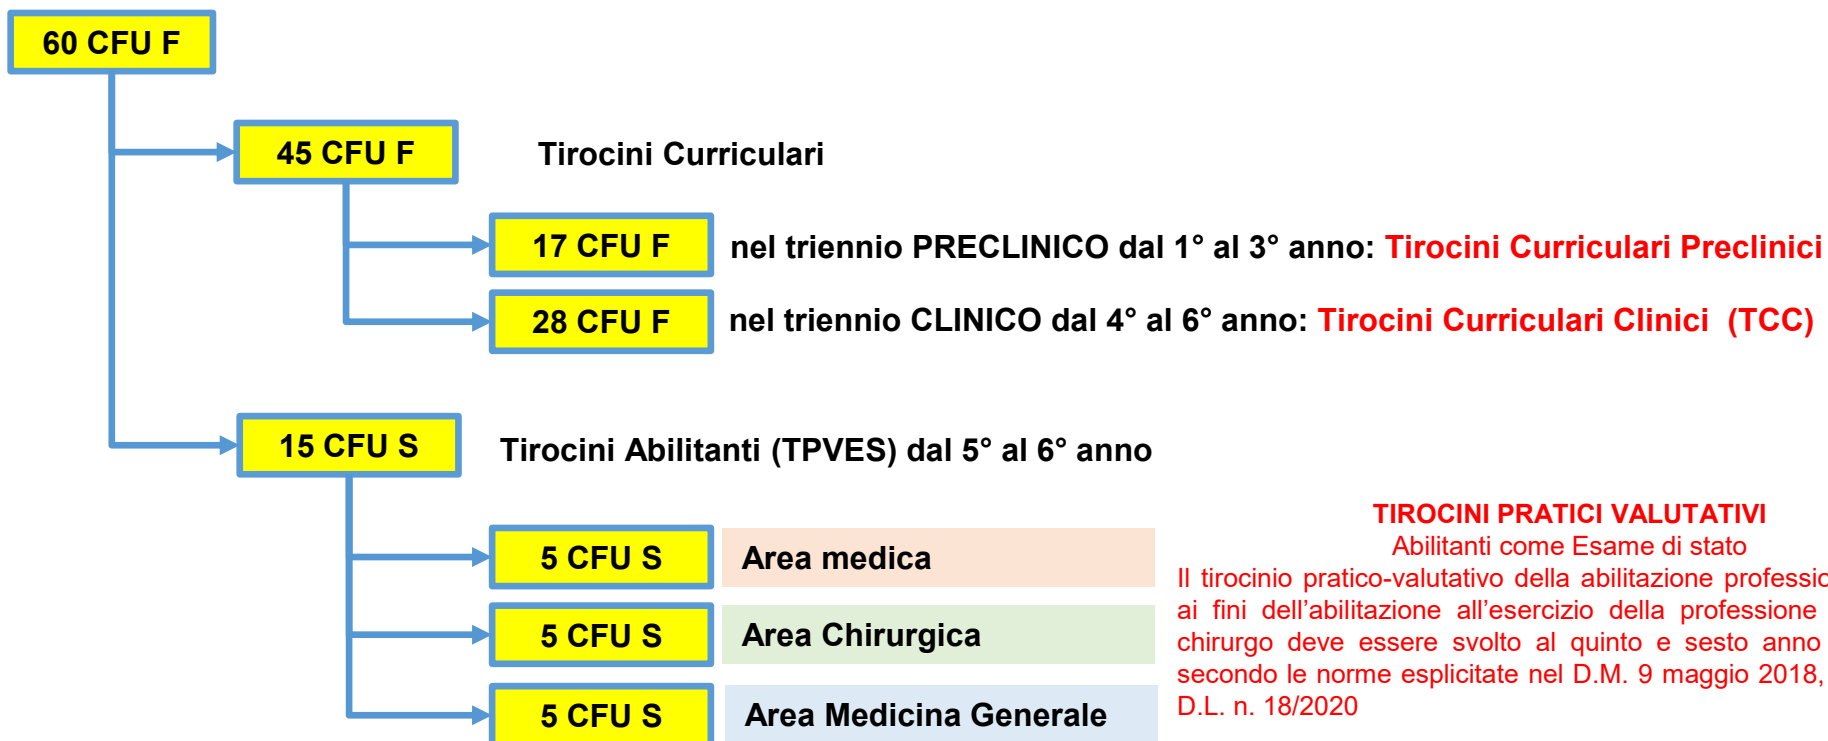 60 CFU F
45 CFU F Tirocini Curriculari
17 CFU F nel triennio PRECLINICO dal 1° al 3° anno: Tirocini Curriculari Preclinici
28 CFU F nel triennio CLINICO dal 4° al 6° anno: Tirocini Curriculari Clinici (TCC)
15 CFU S Tirocini Abilitanti (TPVES) dal 5° al 6° anno
5 CFU S Area medica
5 CFU S Area Chirurgica
5 CFU S Area Medicina Generale
TIROCINI PRATICI VALUTATIVI
Abilitanti come Esame di stato
Il tirocinio pratico-valutativo della abilitazione
ai fini dell’abilitazione all’esercizio della professione
chirurgo deve essere svolto al quinto e sesto anno
secondo le norme esplicitate nel D.M. 9 maggio 2018,
D.L. n. 18/2020